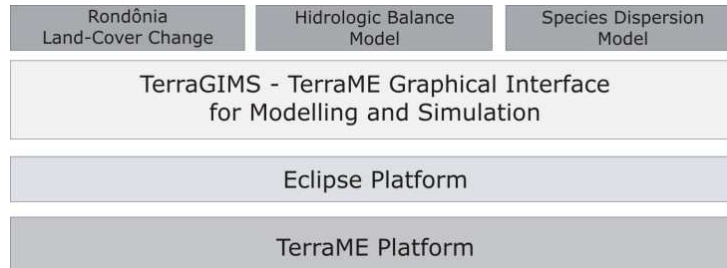 Rondônia
Land-Cover Change
Hidrologic Balance
Model
Species Dispersion
Model
TerraGIMS - TerraME Graphical Interface
for Modelling and Simulation
Eclipse Platform
TerraME Platform